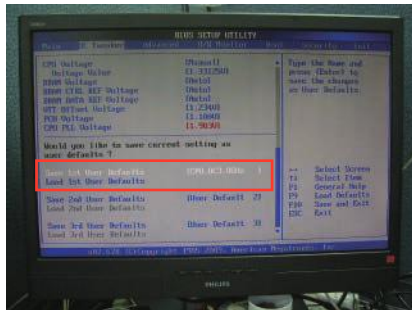 BIOS SETUP UTILITY
Main OC Tweaker Advanced H/W Monitor Boot Security Exit
CPU Voltage [Manual]
Voltage Value
DRAM Voltage [Auto]
DRAM CTRL REF Voltage [Auto]
DRAM DATA REF Voltage [Auto]
VTT Voltage
PCH Voltage
CPU PLL Voltage
Type the Name and
press <Enter> to
save the changes
as User Defaults.
Would you like to save current setting as
user defaults ?
Save 1st User Defaults
Load 1st User Defaults
Save 2nd User Defaults [User Default 2]
Load 2nd User Defaults
Save 3rd User Defaults [User Default 3]
Load 3rd User Defaults
Select Screen
Select Item
F1 General Help
F9 Load Defaults
F10 Save and Exit
ESC Exit
(C)Copyright American Megatrends, Inc.
PHILIPS